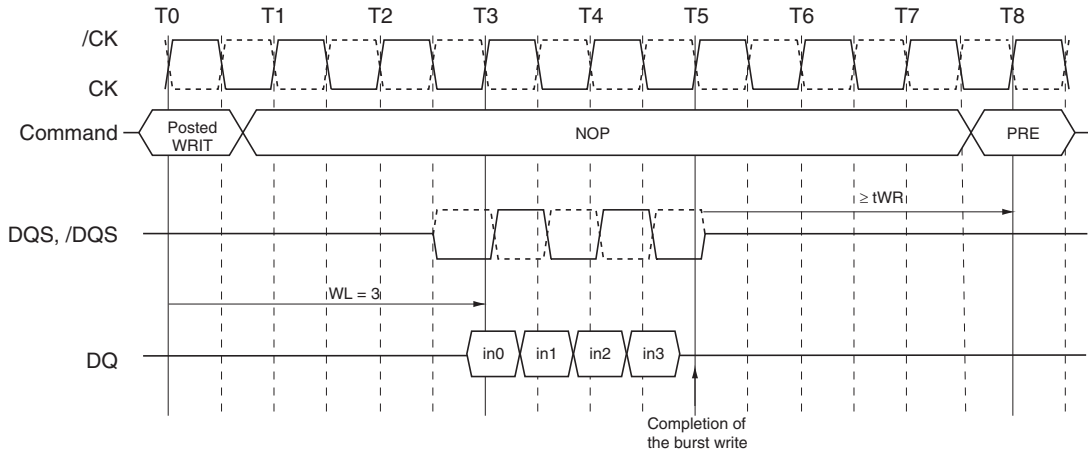 T0 T1 T2 T3 T4 T5 T6 T7 T8
/CK
CK
Command
Posted
WRIT
NOP
PRE
≥ tWR
DQS, /DQS
WL = 3
DQ
in0 in1 in2 in3
Completion of
the burst write